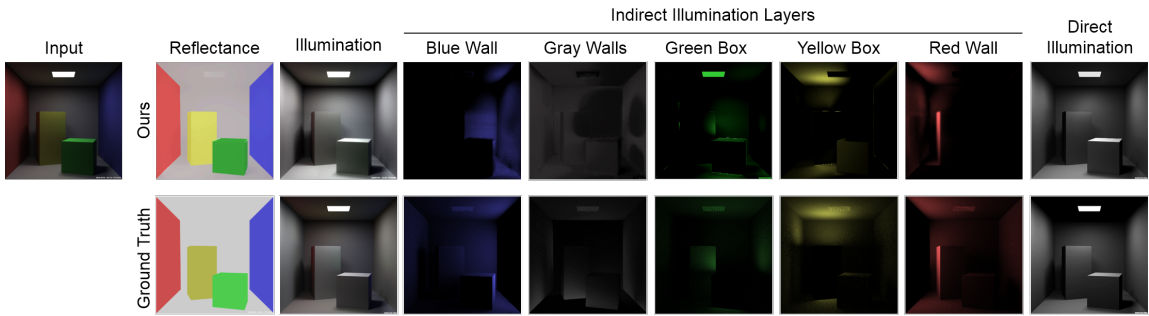 Indirect Illumination Layers
Input
Reflectance
Illumination
Blue Wall
Gray Walls
Green Box
Yellow Box
Red Wall
Direct
Illumination
Ours
Ground Truth